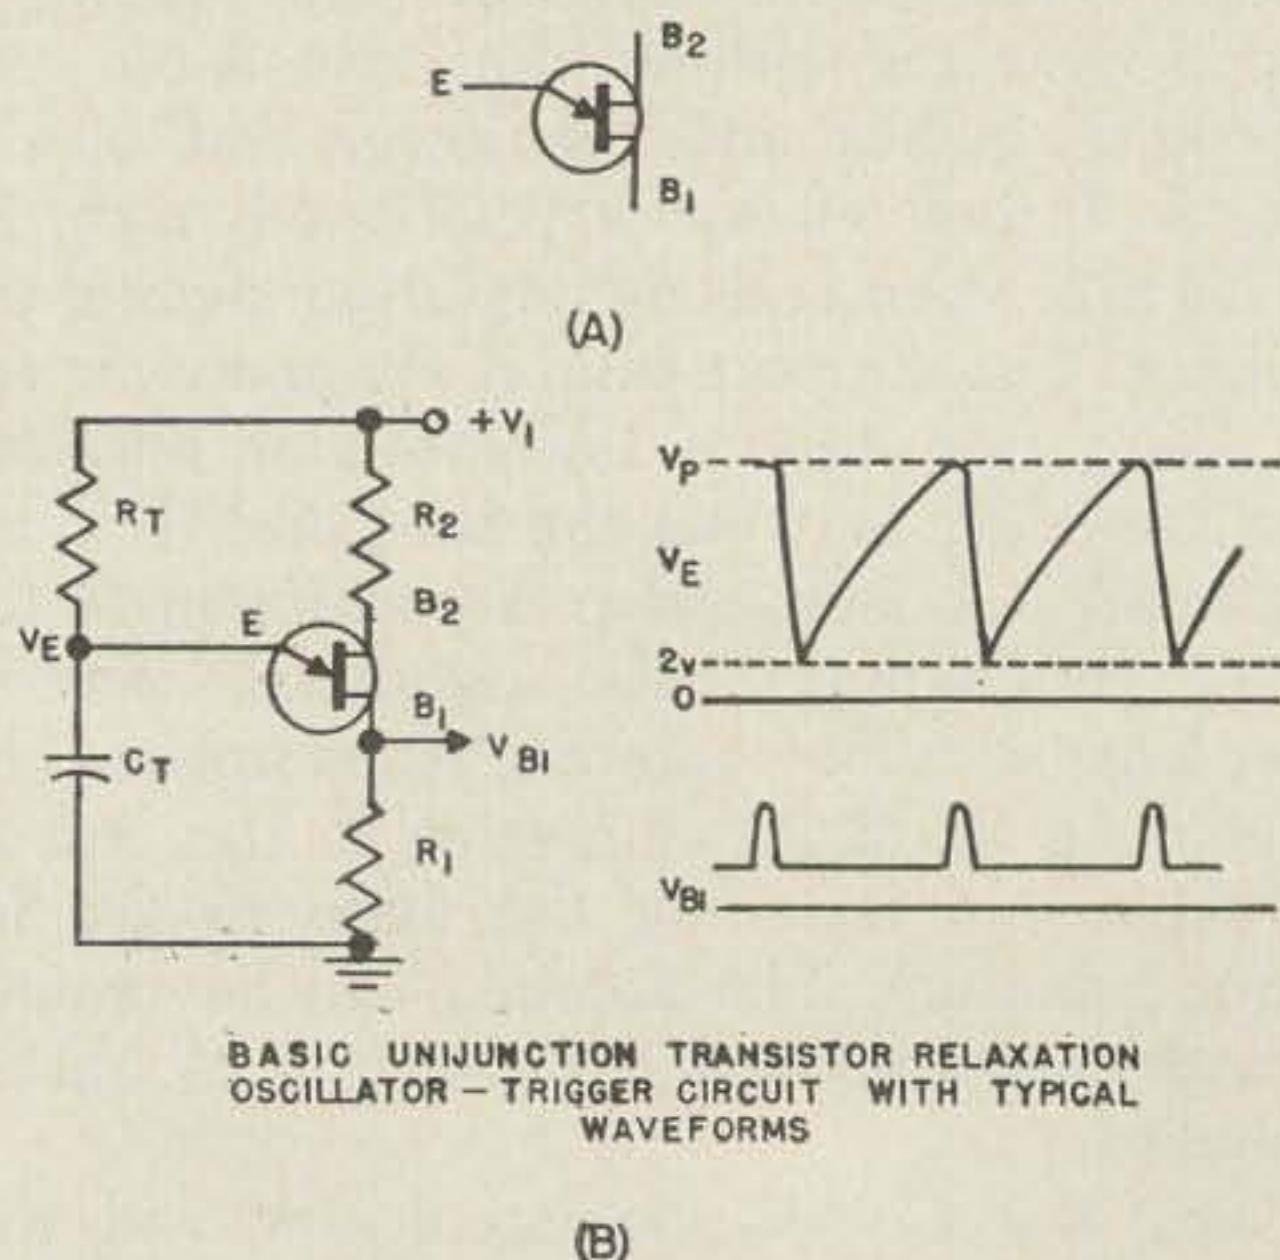 B2
E
B1
(A)
+V1
RT
R2
B2
E
VE
B1
VB1
CT
R1
VP
VE
2V
0
VB1
BASIC UNIJUNCTION TRANSISTOR RELAXATION
OSCILLATOR — TRIGGER CIRCUIT WITH TYPICAL
WAVEFORMS
(B)